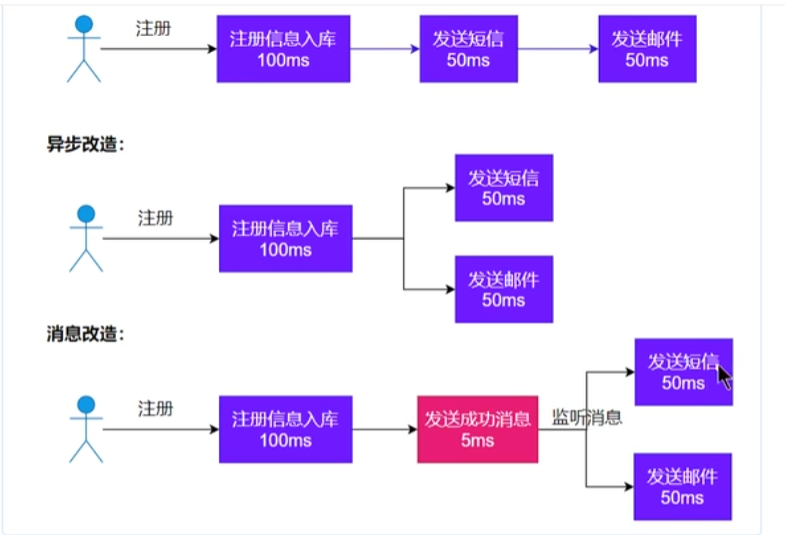 注册
注册信息入库
100ms
发送短信
50ms
发送邮件
50ms
异步改造：
注册
注册信息入库
100ms
发送短信
50ms
发送邮件
50ms
消息改造：
注册
注册信息入库
100ms
发送成功消息
5ms
监听消息
发送短信
50ms
发送邮件
50ms